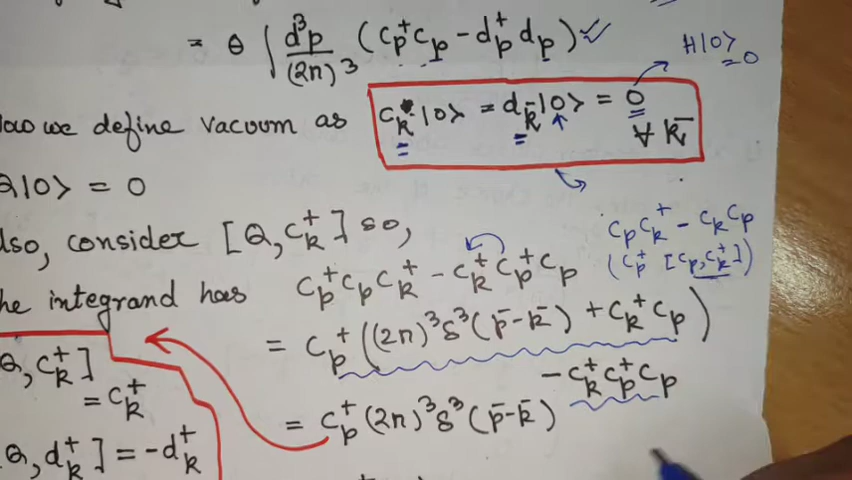 = θ ∫ d³p/(2π)³ (c_p† c_p − d_p† d_p) ✓
H|0⟩ = 0
Now we define vacuum as c_k̄ |0⟩ = d_k̄ |0⟩ = 0 ∀ k̄
Q|0⟩ = 0
Also, consider [Q, c_k†] so,
c_p c_k† − c_k c_p
(c_p† [c_p, c_k†])
the integrand has c_p† c_p c_k† − c_k† c_p† c_p
= c_p† ((2π)³ δ³(p̄−k̄) + c_k† c_p)
− c_k† c_p† c_p
[Q, c_k†] = c_k†
= c_p† (2π)³ δ³(p̄−k̄)
[Q, d_k†] = −d_k†